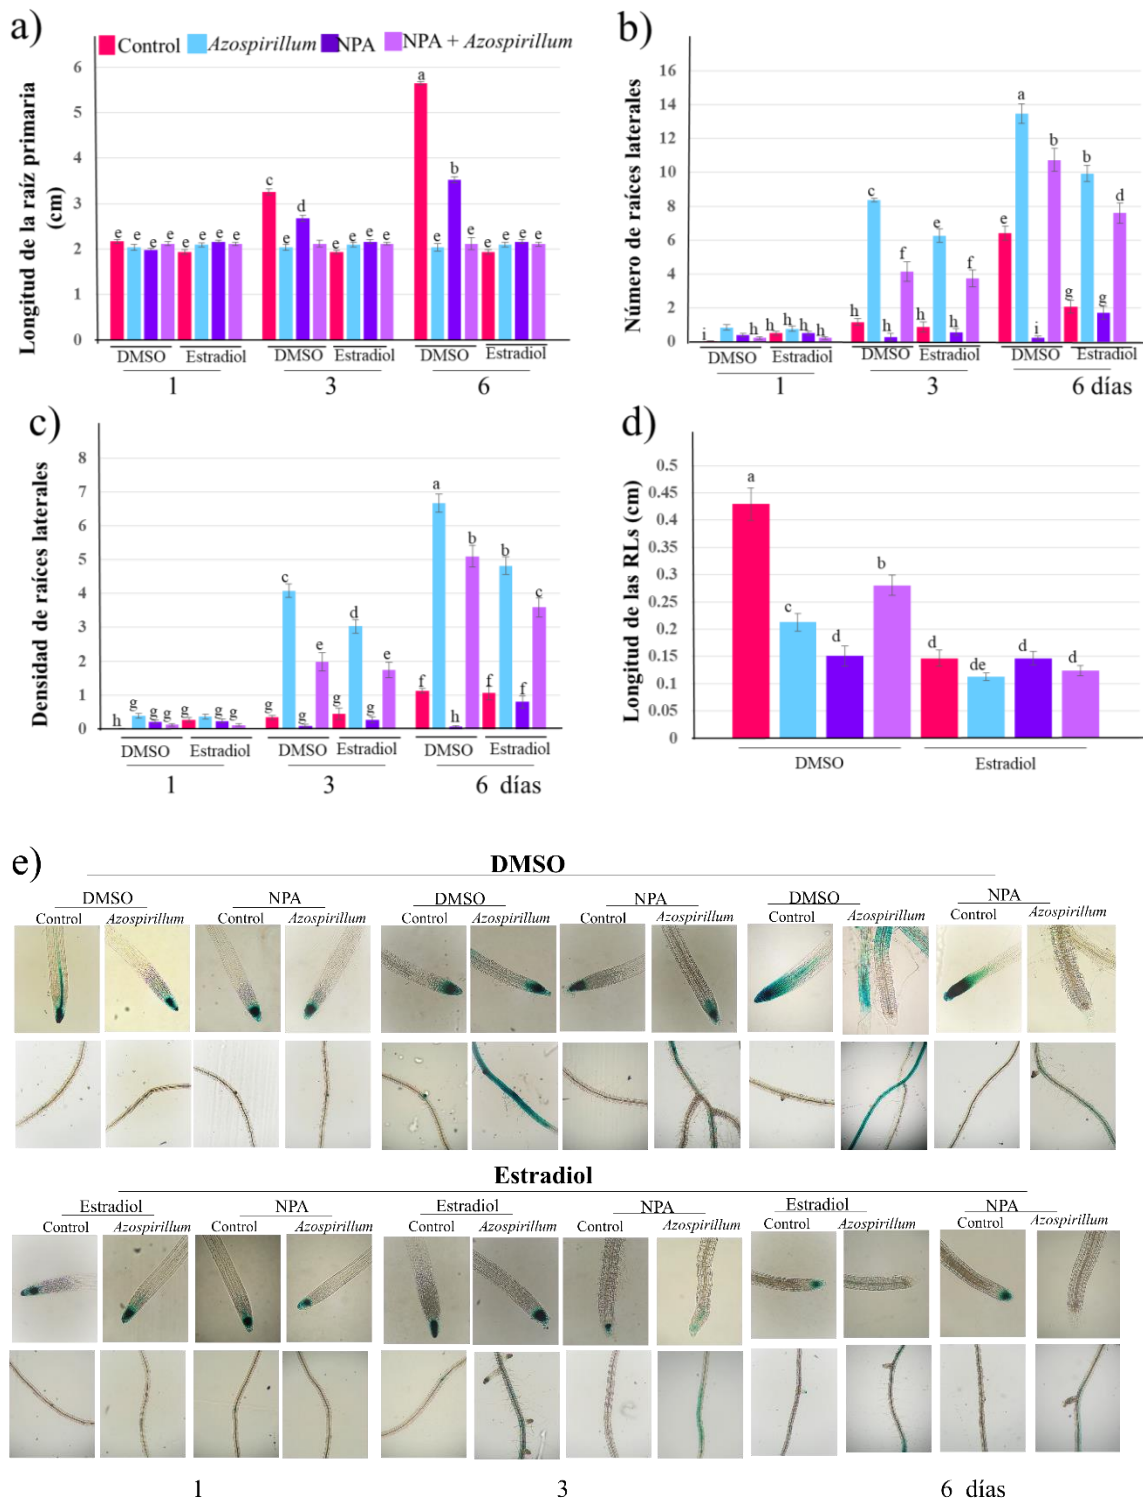 a)
Control Azospirillum NPA NPA + Azospirillum
Longitud de la raíz primaria
(cm)
6
5
4
3
2
1
0
e e e e e e e e c d e e e e e a b e e e e e e
DMSO Estradiol DMSO Estradiol DMSO Estradiol
1 3 6
b)
Número de raíces laterales
16
14
12
10
8
6
4
2
0
i h h h h h h c h f e h h f e a i b g b g d
DMSO Estradiol DMSO Estradiol DMSO Estradiol
1 3 6 días
c)
Densidad de raíces laterales
8
7
6
5
4
3
2
1
0
h g g g g g g g g c g e g d g e f a h b f b f c
DMSO Estradiol DMSO Estradiol DMSO Estradiol
1 3 6 días
d)
Longitud de las RLs (cm)
0.5
0.45
0.4
0.35
0.3
0.25
0.2
0.15
0.1
0.05
0
a c d b d de d d
DMSO Estradiol
e)
DMSO
DMSO NPA DMSO NPA DMSO NPA
Control Azospirillum Control Azospirillum Control Azospirillum Control Azospirillum Control Azospirillum Control Azospirillum
Estradiol
Estradiol NPA Estradiol NPA Estradiol NPA
Control Azospirillum Control Azospirillum Control Azospirillum Control Azospirillum Control Azospirillum Control Azospirillum
1 3 6 días